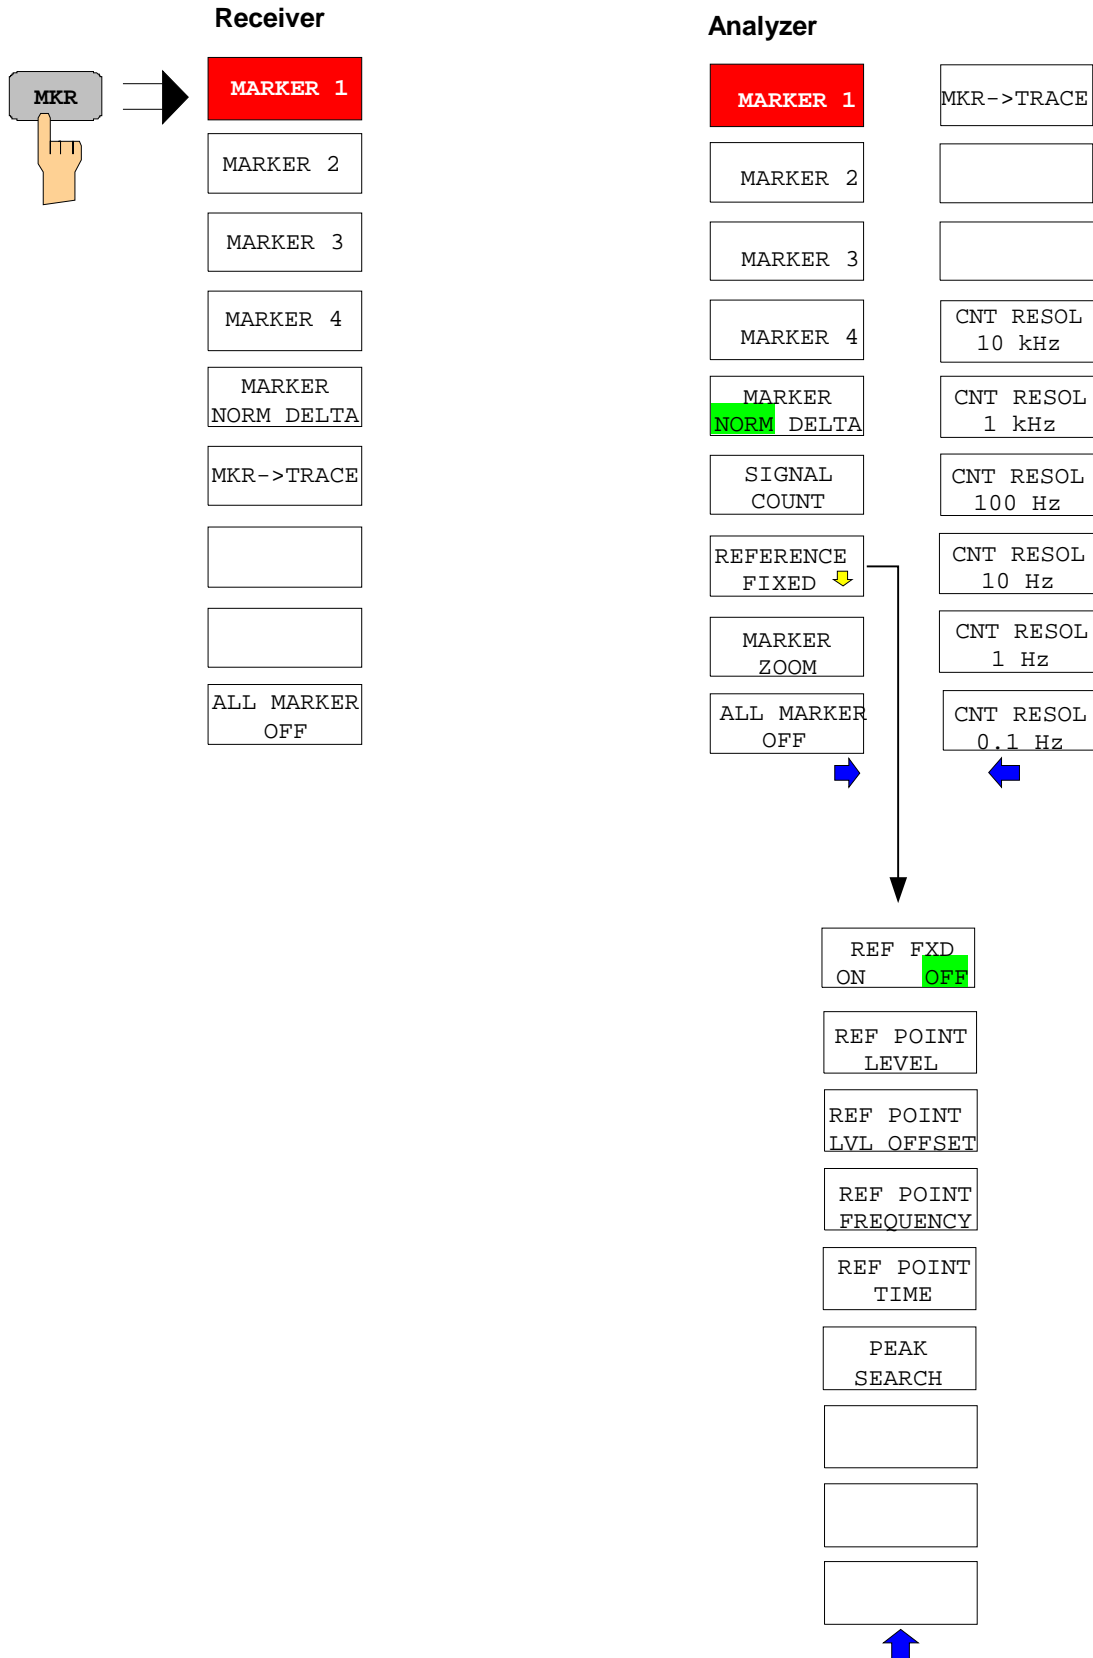 Receiver
MKR
MARKER 1
MARKER 2
MARKER 3
MARKER 4
MARKER
NORM DELTA
MKR->TRACE
ALL MARKER
OFF
Analyzer
MARKER 1
MARKER 2
MARKER 3
MARKER 4
MARKER
NORM DELTA
SIGNAL
COUNT
REFERENCE
FIXED
MARKER
ZOOM
ALL MARKER
OFF
MKR->TRACE
CNT RESOL
10 kHz
CNT RESOL
1 kHz
CNT RESOL
100 Hz
CNT RESOL
10 Hz
CNT RESOL
1 Hz
CNT RESOL
0.1 Hz
REF FXD
ON OFF
REF POINT
LEVEL
REF POINT
LVL OFFSET
REF POINT
FREQUENCY
REF POINT
TIME
PEAK
SEARCH